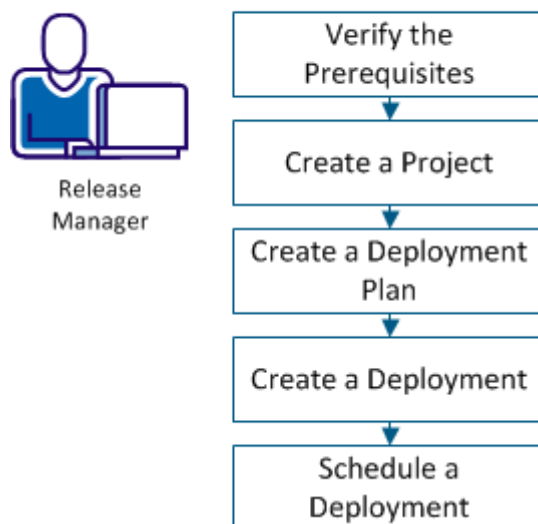 Release
Manager
Verify the
Prerequisites
Create a Project
Create a Deployment
Plan
Create a Deployment
Schedule a
Deployment